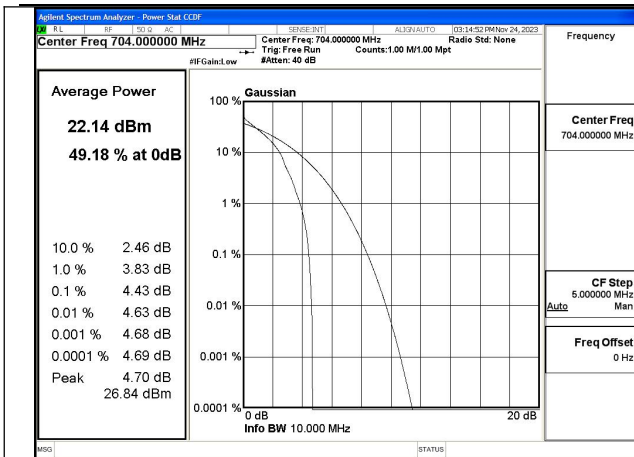 Agilent Spectrum Analyzer - Power Stat CCDF
RL RF 50 Ω AC SENSE:INT ALIGN AUTO 03:14:52 PM Nov 24, 2023
Center Freq 704.000000 MHz
Center Freq: 704.000000 MHz Radio Std: None
Trig: Free Run Counts:1.00 M/1.00 Mpt
#IFGain:Low #Atten: 40 dB
Frequency
Average Power
22.14 dBm
49.18 % at 0dB
10.0 % 2.46 dB
1.0 % 3.83 dB
0.1 % 4.43 dB
0.01 % 4.63 dB
0.001 % 4.68 dB
0.0001 % 4.69 dB
Peak 4.70 dB
26.84 dBm
Gaussian
100 %
10 %
1 %
0.1 %
0.01 %
0.001 %
0.0001 %
0 dB 20 dB
Info BW 10.000 MHz
Center Freq
704.000000 MHz
CF Step
5.000000 MHz
Auto Man
Freq Offset
0 Hz
MSG STATUS